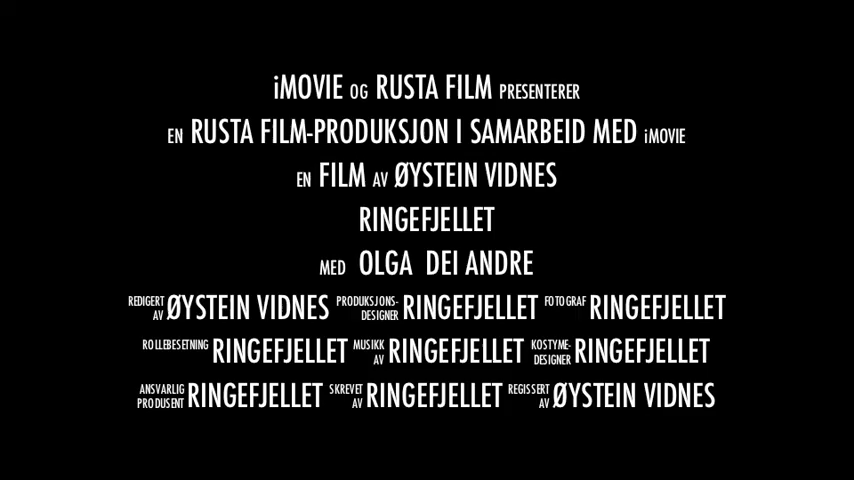 iMOVIE OG RUSTA FILM PRESENTERER
EN RUSTA FILM-PRODUKSJON I SAMARBEID MED iMOVIE
EN FILM AV ØYSTEIN VIDNES
RINGEFJELLET
MED OLGA DEI ANDRE
REDIGERT AV ØYSTEIN VIDNES PRODUKSJONS-DESIGNER RINGEFJELLET FOTOGRAF RINGEFJELLET
ROLLEBESETNING RINGEFJELLET MUSIKK AV RINGEFJELLET KOSTYME-DESIGNER RINGEFJELLET
ANSVARLIG PRODUSENT RINGEFJELLET SKREVET AV RINGEFJELLET REGISSERT AV ØYSTEIN VIDNES